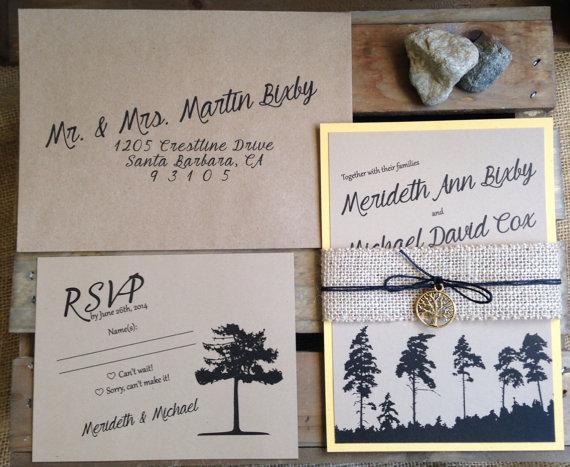 Mr. & Mrs. Martin Bixby
1205 Crestline Drive
Santa Barbara, CA
93105
Together with their families
Merideth Ann Bixby
and
Michael David Cox
RSVP
by June 26th, 2014
Name(s):
Can't wait!
Sorry, can't make it!
Merideth & Michael